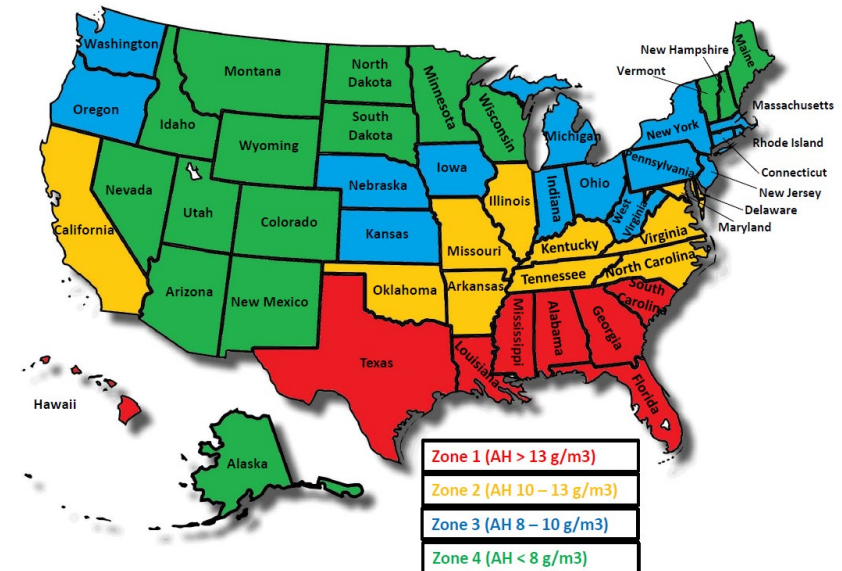 Washington
Oregon
California
Idaho
Nevada
Montana
Wyoming
Utah
Arizona
Colorado
New Mexico
North
Dakota
South
Dakota
Nebraska
Kansas
Oklahoma
Texas
Minnesota
Iowa
Missouri
Arkansas
Louisiana
Wisconsin
Illinois
Michigan
Indiana
Ohio
Kentucky
Tennessee
Mississippi
Alabama
Georgia
Florida
South
Carolina
North Carolina
Virginia
West
Virginia
Pennsylvania
New York
Maine
New Hampshire
Vermont
Massachusetts
Rhode Island
Connecticut
New Jersey
Delaware
Maryland
Hawaii
Alaska
Zone 1 (AH > 13 g/m3)
Zone 2 (AH 10 – 13 g/m3)
Zone 3 (AH 8 – 10 g/m3)
Zone 4 (AH < 8 g/m3)